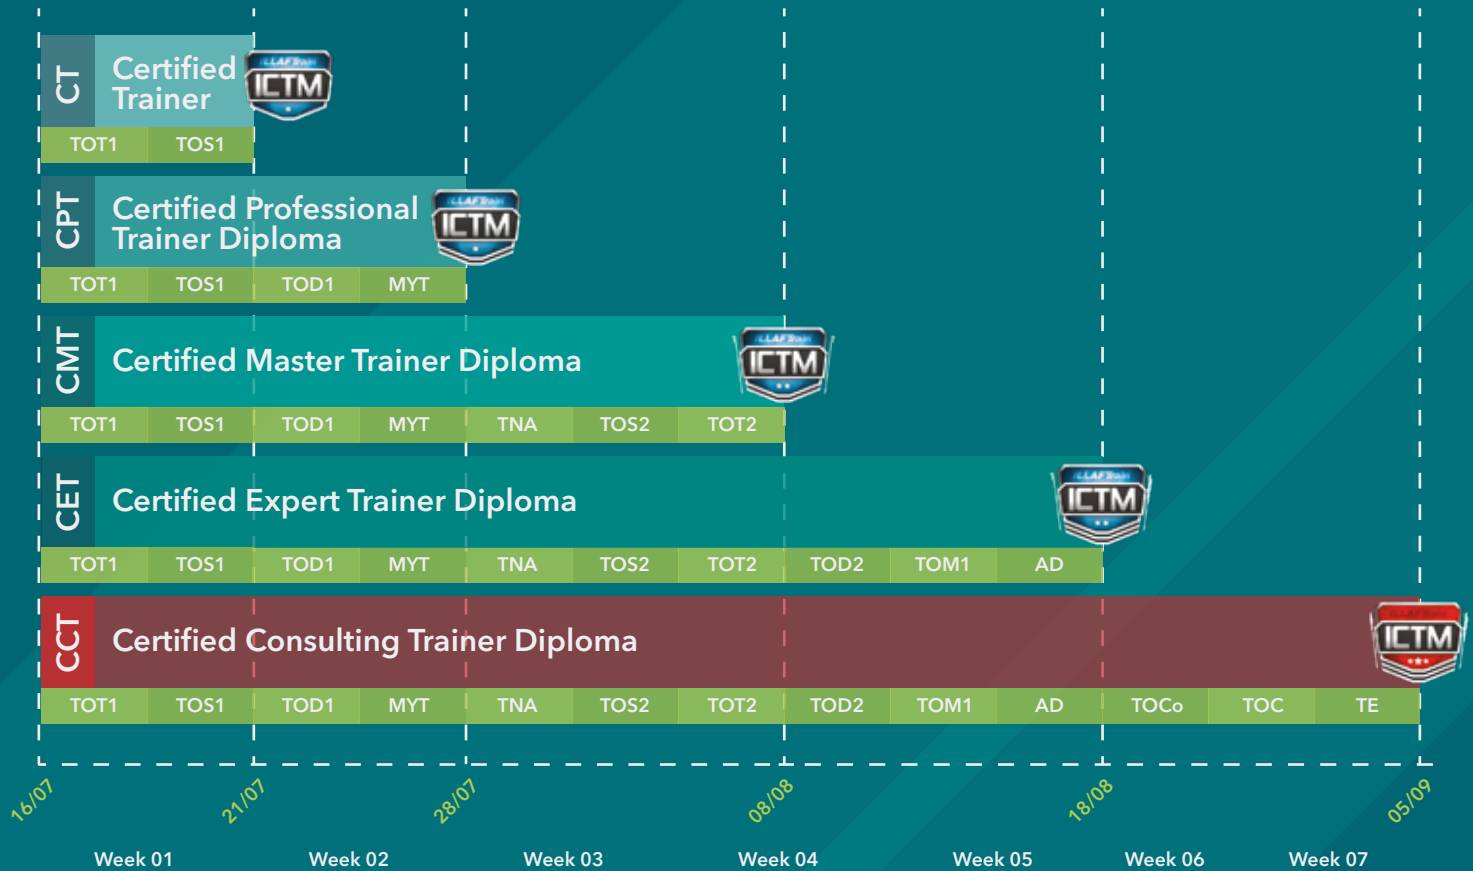 CT
Certified
Trainer
iLLAFTrain
ICTM
TOT1 TOS1
CPT
Certified Professional
Trainer Diploma
iLLAFTrain
ICTM
TOT1 TOS1 TOD1 MYT
CMT
Certified Master Trainer Diploma
iLLAFTrain
ICTM
TOT1 TOS1 TOD1 MYT TNA TOS2 TOT2
CET
Certified Expert Trainer Diploma
iLLAFTrain
ICTM
TOT1 TOS1 TOD1 MYT TNA TOS2 TOT2 TOD2 TOM1 AD
CCT
Certified Consulting Trainer Diploma
ICTM
TOT1 TOS1 TOD1 MYT TNA TOS2 TOT2 TOD2 TOM1 AD TOCo TOC TE
16/07 21/07 28/07 08/08 18/08 05/09
Week 01 Week 02 Week 03 Week 04 Week 05 Week 06 Week 07